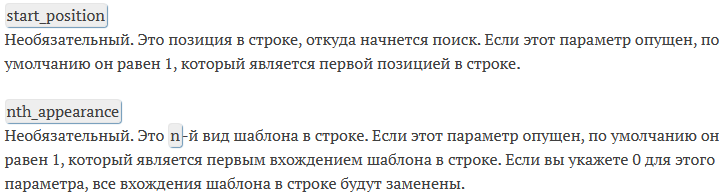 start_position
Необязательный. Это позиция в строке, откуда начнется поиск. Если этот параметр опущен, по
умолчанию он равен 1, который является первой позицией в строке.
nth_appearance
Необязательный. Это n-й вид шаблона в строке. Если этот параметр опущен, по умолчанию он
равен 1, который является первым вхождением шаблона в строке. Если вы укажете 0 для этого
параметра, все вхождения шаблона в строке будут заменены.